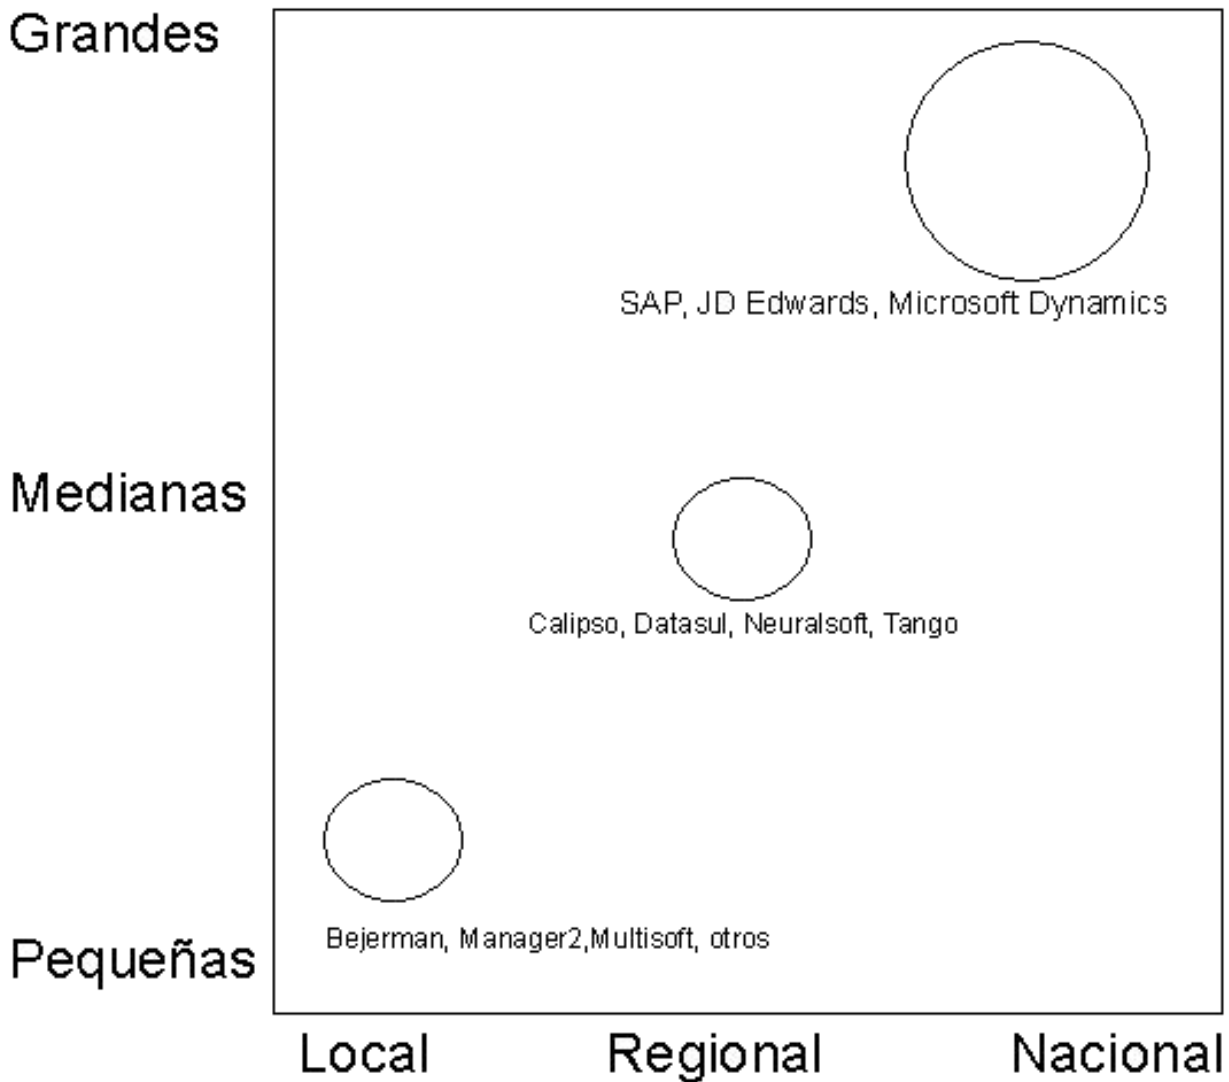 Grandes
SAP, JD Edwards, Microsoft Dynamics
Medianas
Calipso, Datasul, Neuralsoft, Tango
Bejerman, Manager2,Multisoft, otros
Pequeñas
Local Regional Nacional